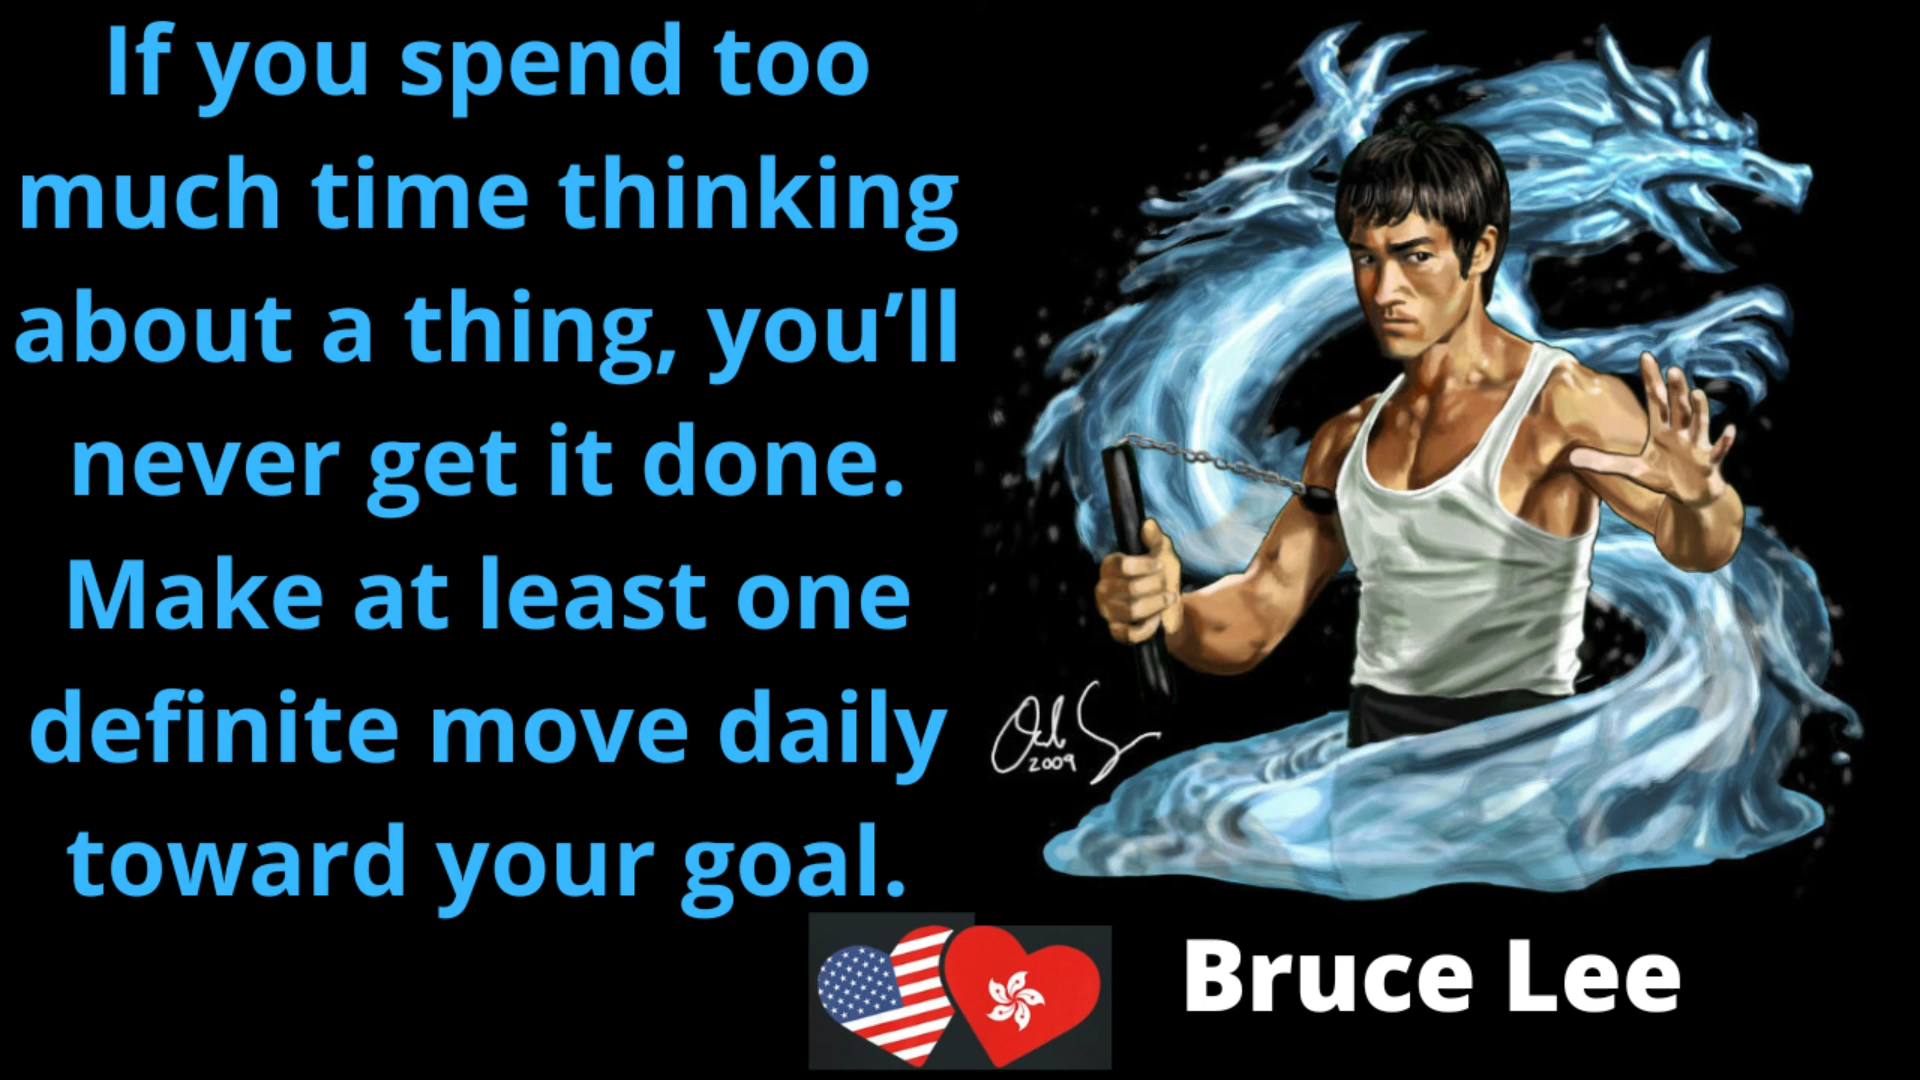 If you spend too
much time thinking
about a thing, you’ll
never get it done.
Make at least one
definite move daily
toward your goal.
2009
Bruce Lee